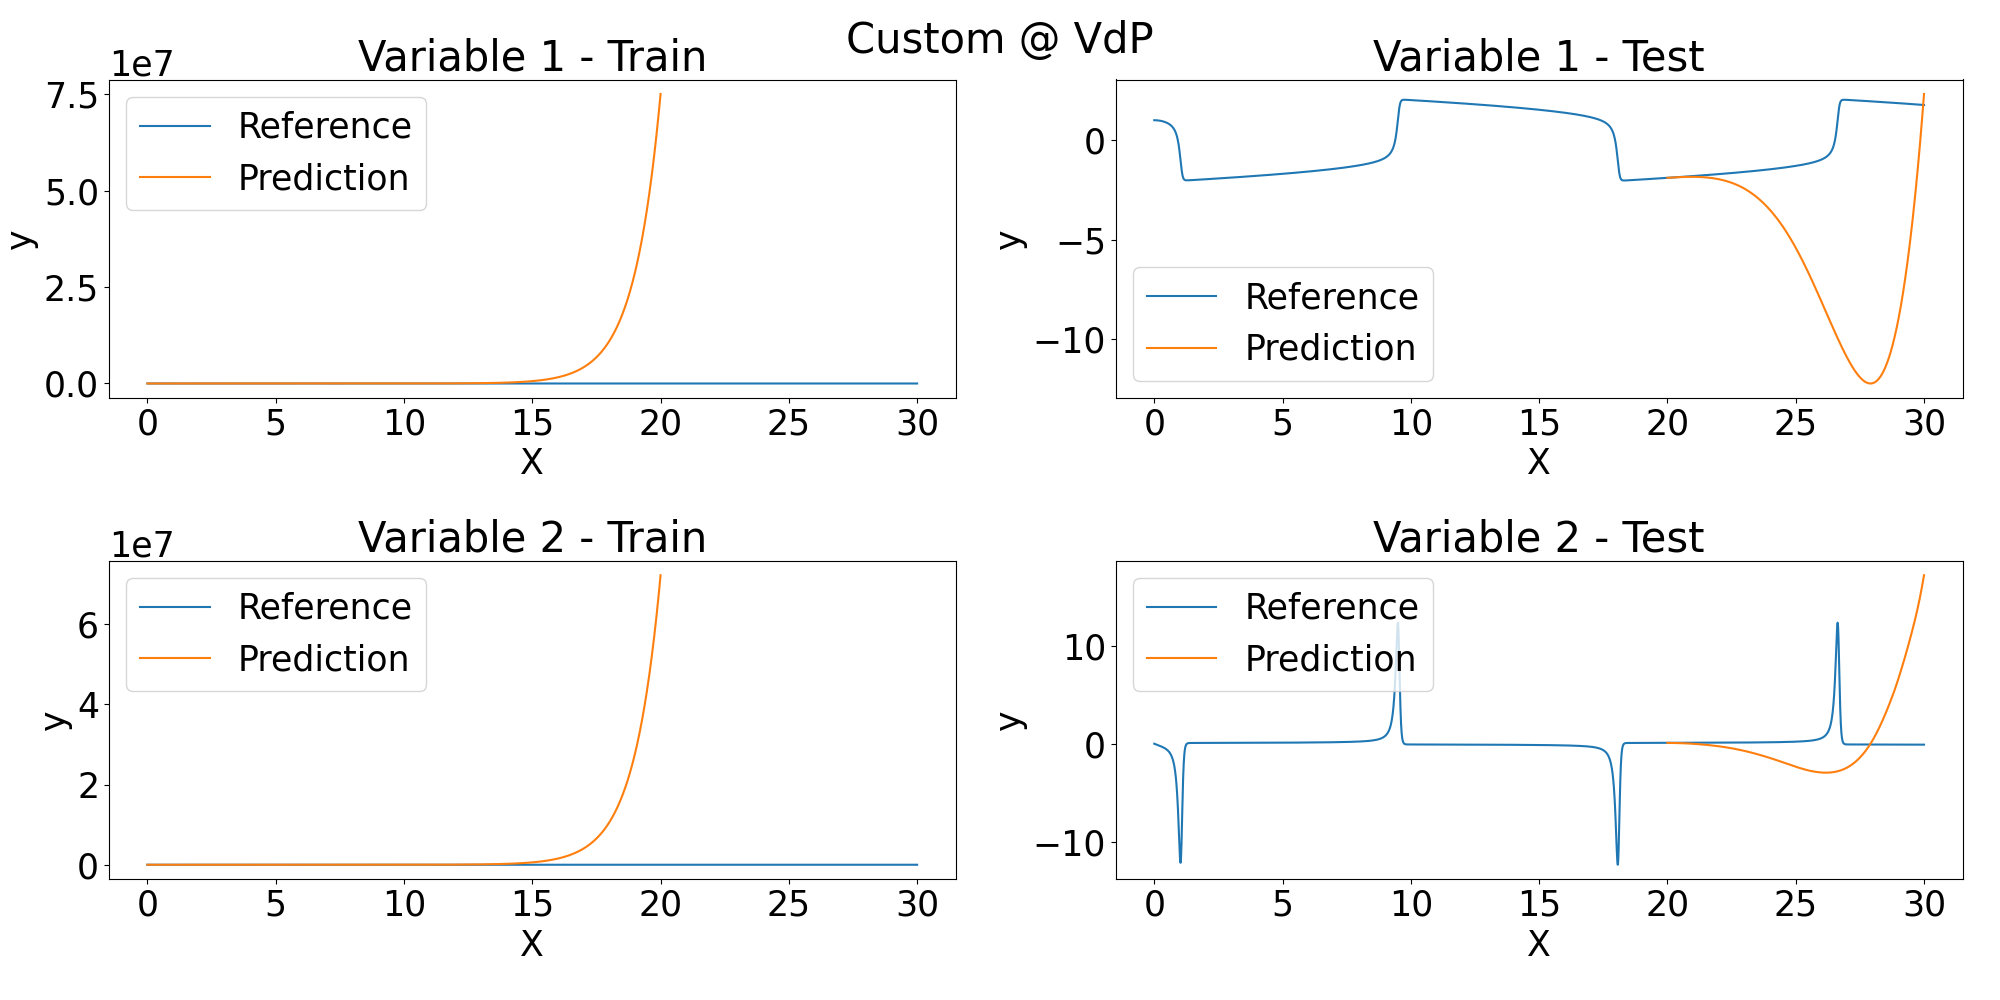 Custom @ VdP
Variable 1 - Train
1e7
7.5
5.0
2.5
0.0
y
Reference
Prediction
0 5 10 15 20 25 30
X
Variable 1 - Test
0
−5
−10
y
Reference
Prediction
0 5 10 15 20 25 30
X
Variable 2 - Train
1e7
6
4
2
0
y
Reference
Prediction
0 5 10 15 20 25 30
X
Variable 2 - Test
10
0
−10
y
Reference
Prediction
0 5 10 15 20 25 30
X